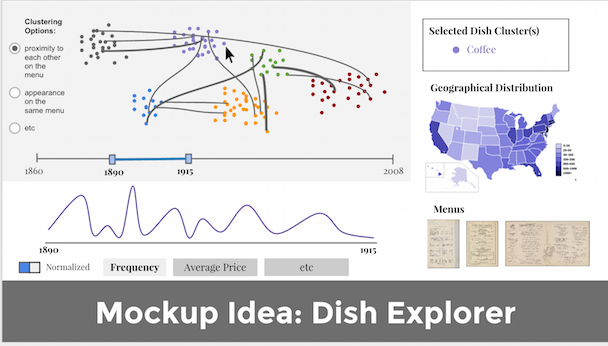 Clustering
Options:
proximity to
each other
on the
menu
appearance
on the
same menu
etc
1860
1890
1915
2008
1890
1915
Normalized
Frequency
Average Price
etc
Selected Dish Cluster(s)
Coffee
Geographical Distribution
Menus
Mockup Idea: Dish Explorer